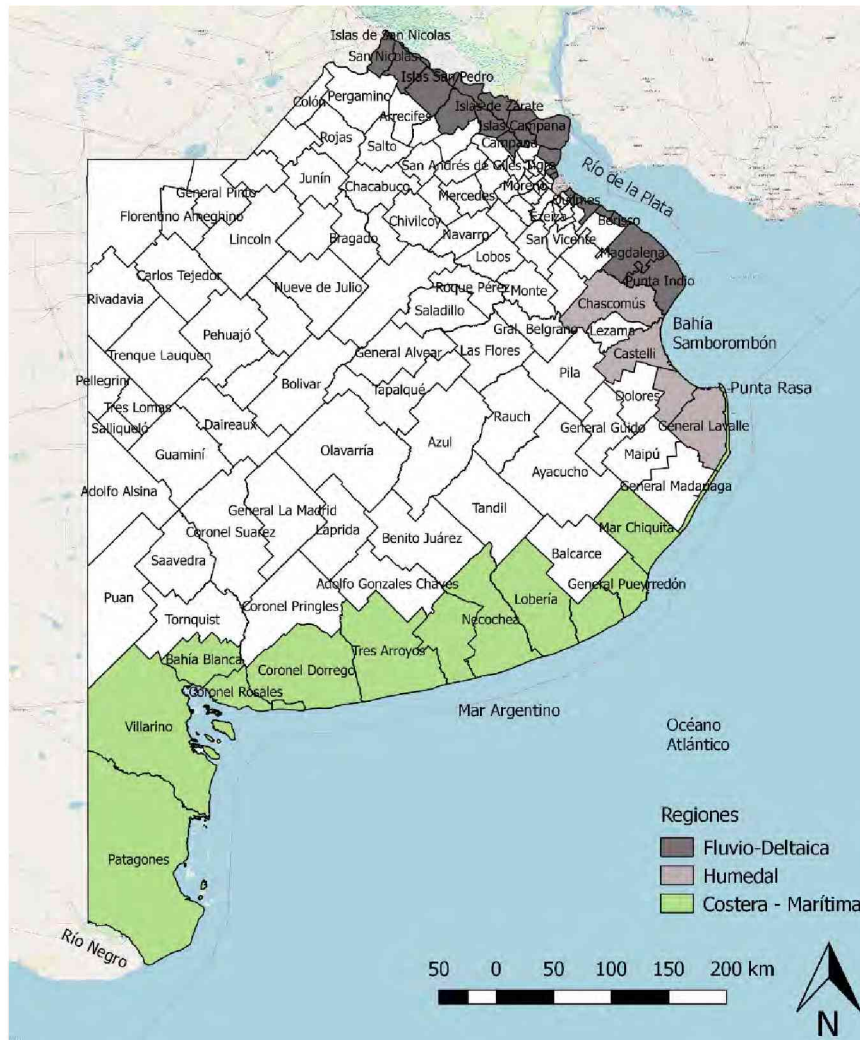 Islas de San Nicolas
San Nicolas
Islas San Pedro
Pergamino
Colón
Islas de Zárate
Arrecifes
Islas Campana
Rojas
Salto
Campana
San Andrés de Giles
Tigre
Río de la Plata
Junín
General Pinto
Chacabuco
Moreno
Mercedes
Quilmes
Florentino Ameghino
Chivilcoy
Ezeiza
Berisso
Lincoln
Bragado
Navarro
San Vicente
Lobos
Magdalena
Carlos Tejedor
Punta Indio
Rivadavia
Nueve de Julio
Roque Pérez
Monte
Chascomús
Saladillo
Bahía
Samborombón
Pehuajó
Gral. Belgrano
Lezama
Trenque Lauquen
General Alvear
Las Flores
Castelli
Pellegrini
Bolivar
Pila
Punta Rasa
Tapalqué
Dolores
Tres Lomas
Salliqueló
Daireaux
Rauch
General Guido
General Lavalle
Guaminí
Olavarría
Azul
Maipú
Adolfo Alsina
Ayacucho
General Madariaga
General La Madrid
Tandil
Coronel Suarez
Laprida
Mar Chiquita
Benito Juárez
Balcarce
Saavedra
Adolfo Gonzales Chaves
General Pueyrredón
Puan
Coronel Pringles
Lobería
Tornquist
Necochea
Bahía Blanca
Tres Arroyos
Coronel Dorrego
Coronel Rosales
Mar Argentino
Villarino
Océano
Atlántico
Regiones
Fluvio-Deltaica
Patagones
Humedal
Costera - Marítima
Río Negro
50 0 50 100 150 200 km
N